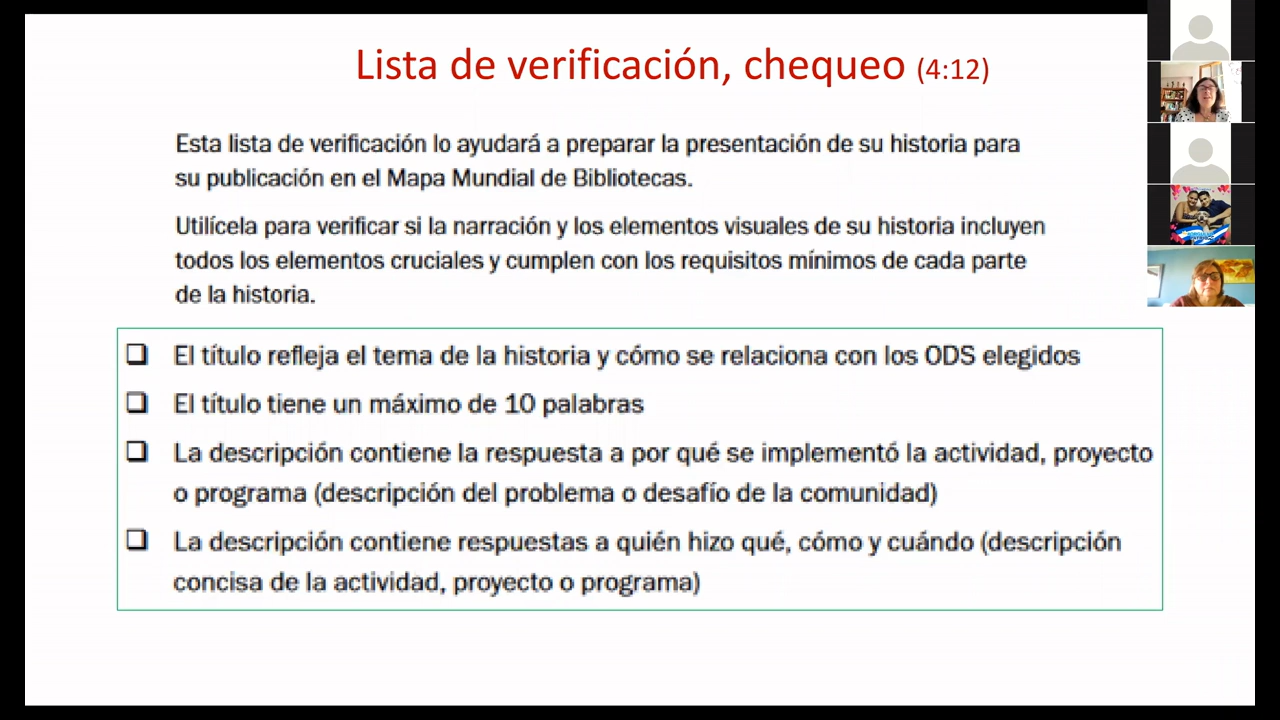 Lista de verificación, chequeo (4:12)
Esta lista de verificación lo ayudará a preparar la presentación de su historia para
su publicación en el Mapa Mundial de Bibliotecas.
Utilícela para verificar si la narración y los elementos visuales de su historia incluyen
todos los elementos cruciales y cumplen con los requisitos mínimos de cada parte
de la historia.
El título refleja el tema de la historia y cómo se relaciona con los ODS elegidos
El título tiene un máximo de 10 palabras
La descripción contiene la respuesta a por qué se implementó la actividad, proyecto
o programa (descripción del problema o desafío de la comunidad)
La descripción contiene respuestas a quién hizo qué, cómo y cuándo (descripción
concisa de la actividad, proyecto o programa)